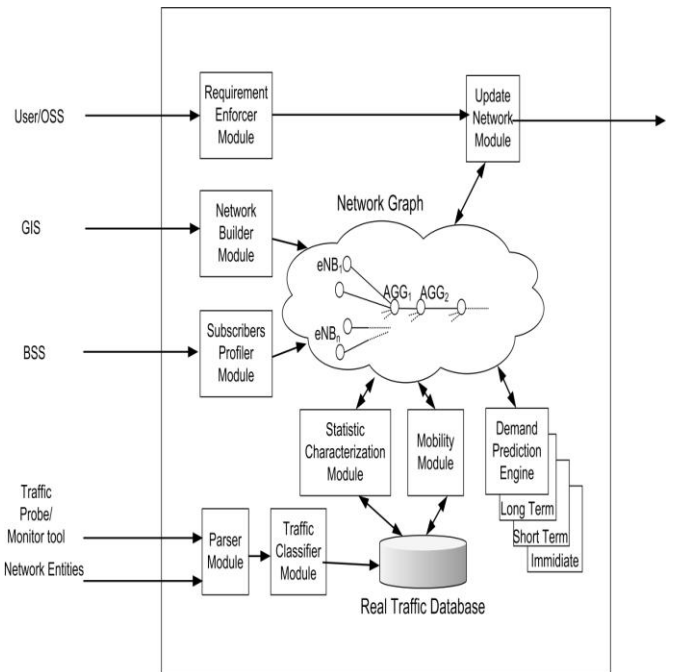 User/OSS
Requirement
Enforcer
Module
Update
Network
Module
GIS
Network
Builder
Module
Network Graph
eNB1
AGG1 AGG2
eNBn
BSS
Subscribers
Profiler
Module
Statistic
Characterization
Module
Mobility
Module
Demand
Prediction
Engine
Long Term
Short Term
Immidiate
Traffic
Probe/
Monitor tool
Network Entities
Parser
Module
Traffic
Classifier
Module
Real Traffic Database